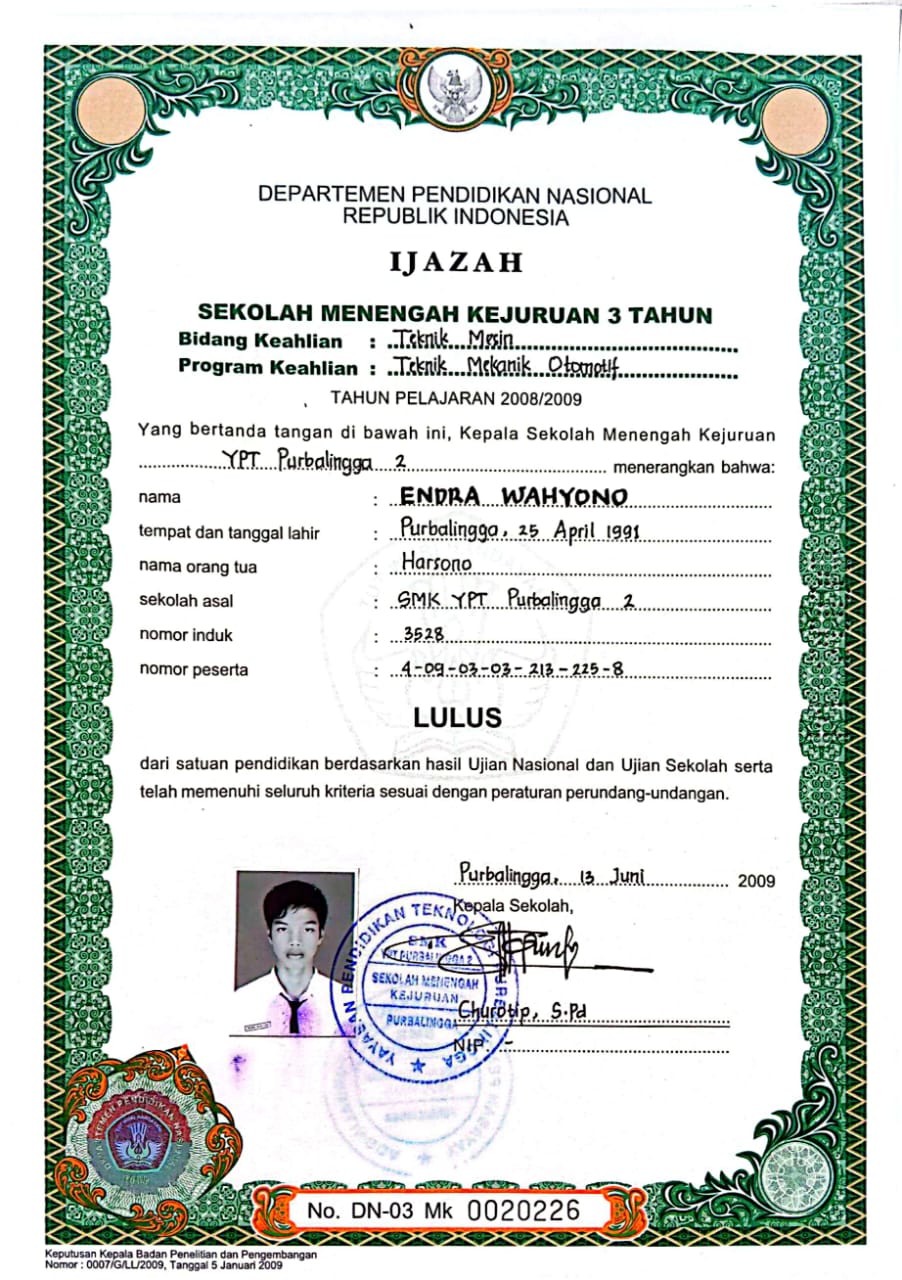 DEPARTEMEN PENDIDIKAN NASIONAL
REPUBLIK INDONESIA
IJAZAH
SEKOLAH MENENGAH KEJURUAN 3 TAHUN
Bidang Keahlian : Teknik Mesin
Program Keahlian : Teknik Mekanik Otomotif
TAHUN PELAJARAN 2008/2009
Yang bertanda tangan di bawah ini, Kepala Sekolah Menengah Kejuruan
YPT Purbalingga 2 menerangkan bahwa:
nama : ENDRA WAHYONO
tempat dan tanggal lahir : Purbalingga, 25 April 1991
nama orang tua : Harsono
sekolah asal : SMK YPT Purbalingga 2
nomor induk : 3528
nomor peserta : 4-09-03-03-213-225-8
LULUS
dari satuan pendidikan berdasarkan hasil Ujian Nasional dan Ujian Sekolah serta
telah memenuhi seluruh kriteria sesuai dengan peraturan perundang-undangan.
Purbalingga, 13 Juni 2009
Kepala Sekolah,
YAYASAN PENDIDIKAN TEKNOLOGI
SMK
YPT PURBALINGGA 2
SEKOLAH MENENGAH
KEJURUAN
PURBALINGGA
Churotip, S.Pd
NIP. -
No. DN-03 Mk 0020226
Keputusan Kepala Badan Penelitian dan Pengembangan
Nomor : 0007/G/LL/2009, Tanggal 5 Januari 2009